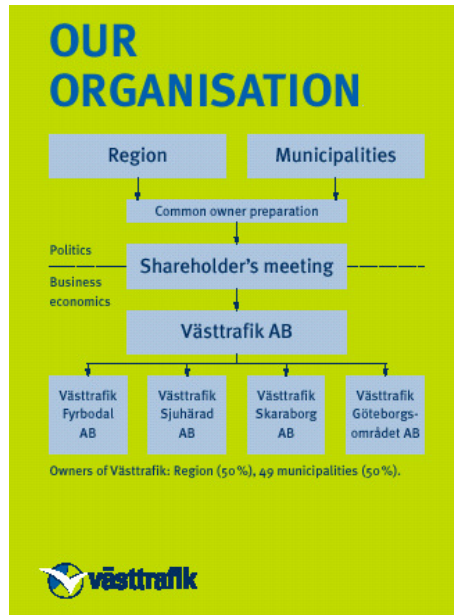 OUR
ORGANISATION
Region
Municipalities
Common owner preparation
Politics
Shareholder's meeting
Business
economics
Västtrafik AB
Västtrafik
Fyrbodal
AB
Västtrafik
Sjuhärad
AB
Västtrafik
Skaraborg
AB
Västtrafik
Göteborgs-
området AB
Owners of Västtrafik: Region (50%), 49 municipalities (50%).
västtrafik